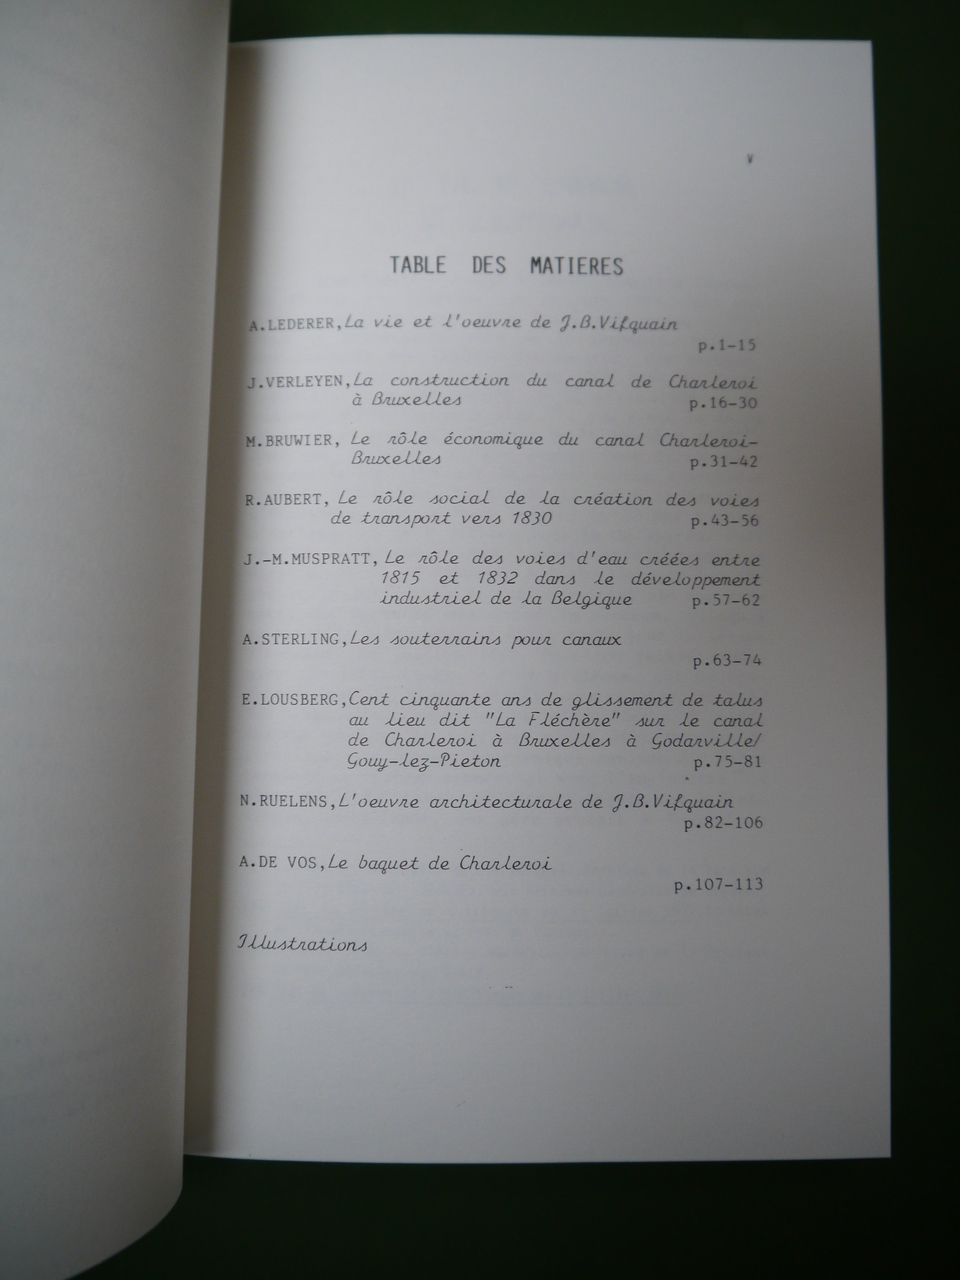 V
TABLE DES MATIERES
A.LEDERER, La vie et l'oeuvre de J.B.Vifquain
p.1-15
J.VERLEYEN, La construction du canal de Charleroi
à Bruxelles p.16-30
M.BRUWIER, Le rôle économique du canal Charleroi-
Bruxelles p.31-42
R.AUBERT, Le rôle social de la création des voies
de transport vers 1830 p.43-56
J.-M.MUSPRATT, Le rôle des voies d'eau créées entre
1815 et 1832 dans le développement
industriel de la Belgique p.57-62
A.STERLING, Les souterrains pour canaux
p.63-74
E.LOUSBERG, Cent cinquante ans de glissement de talus
au lieu dit "La Fléchère" sur le canal
de Charleroi à Bruxelles à Godarville/
Gouy-lez-Pieton p.75-81
N.RUELENS, L'oeuvre architecturale de J.B.Vifquain
p.82-106
A.DE VOS, Le baquet de Charleroi
p.107-113
Illustrations